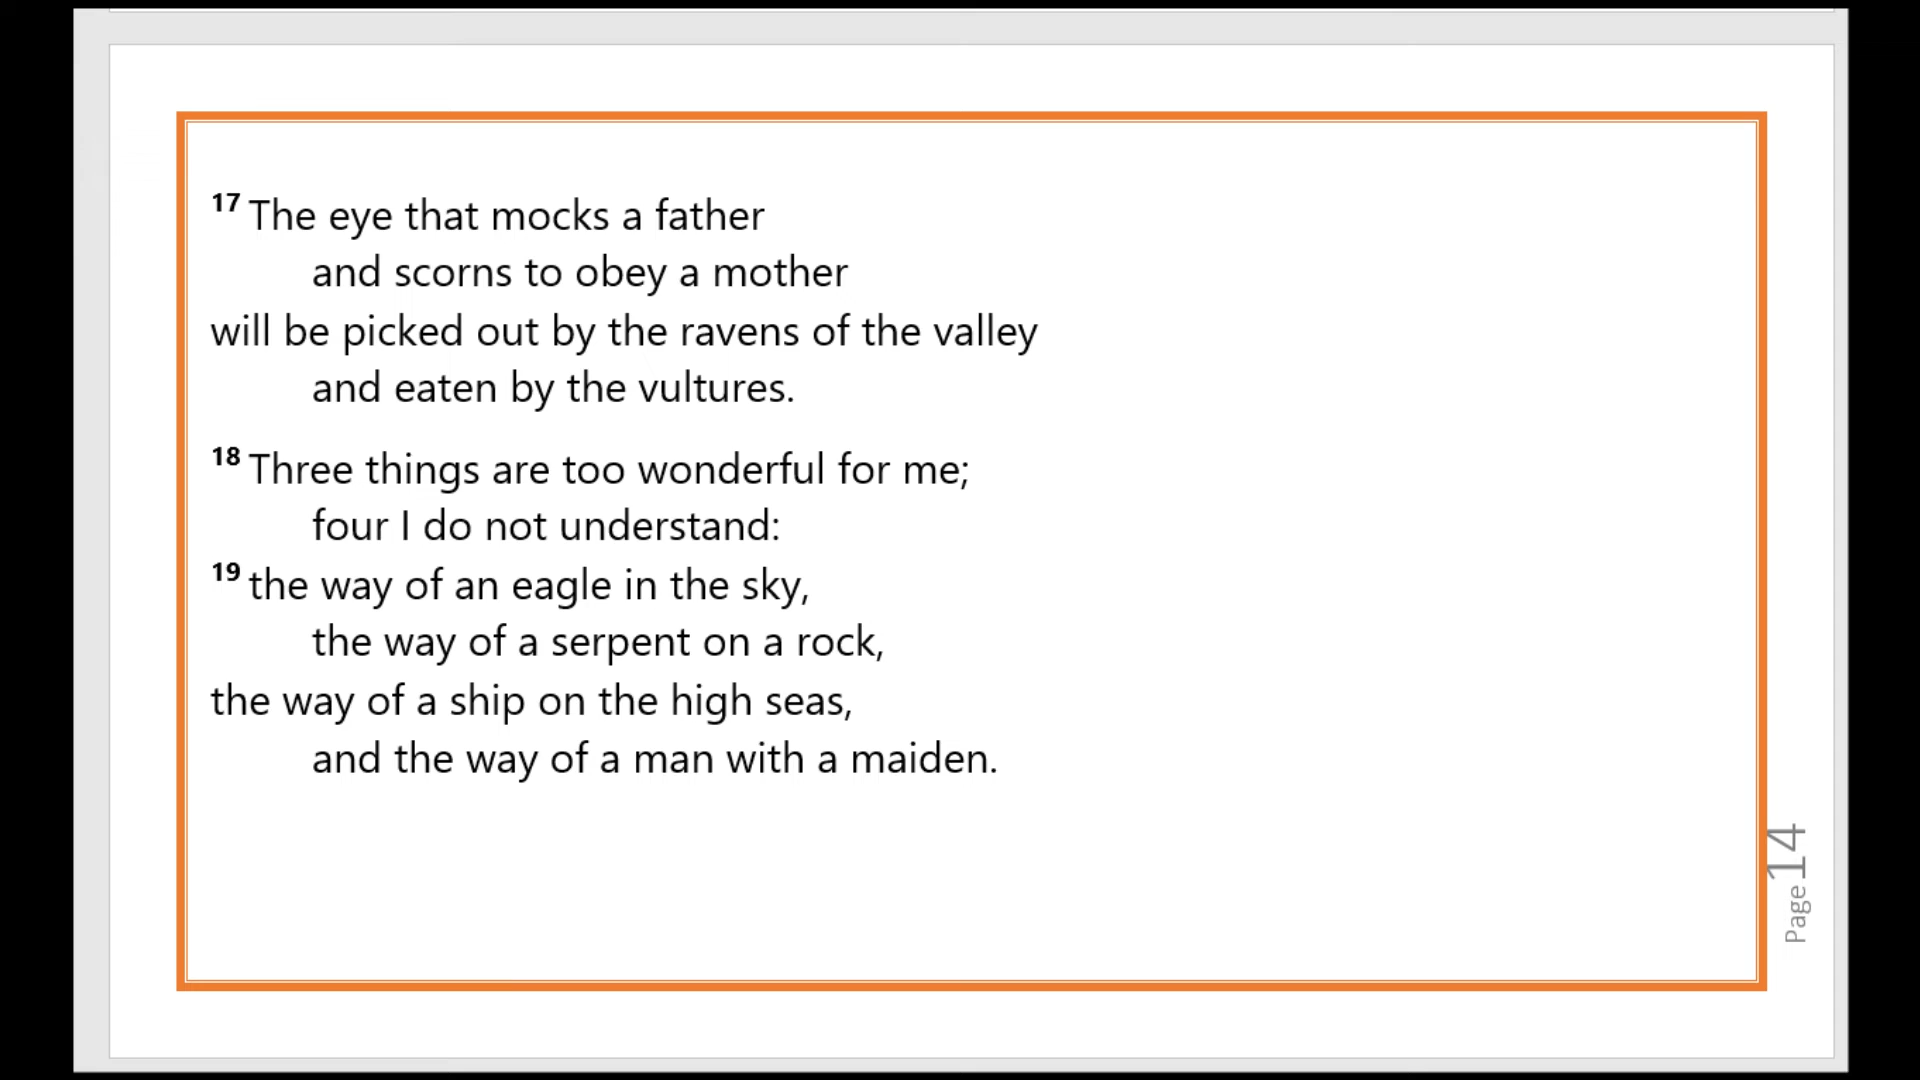 17 The eye that mocks a father
and scorns to obey a mother
will be picked out by the ravens of the valley
and eaten by the vultures.
18 Three things are too wonderful for me;
four I do not understand:
19 the way of an eagle in the sky,
the way of a serpent on a rock,
the way of a ship on the high seas,
and the way of a man with a maiden.
Page 14